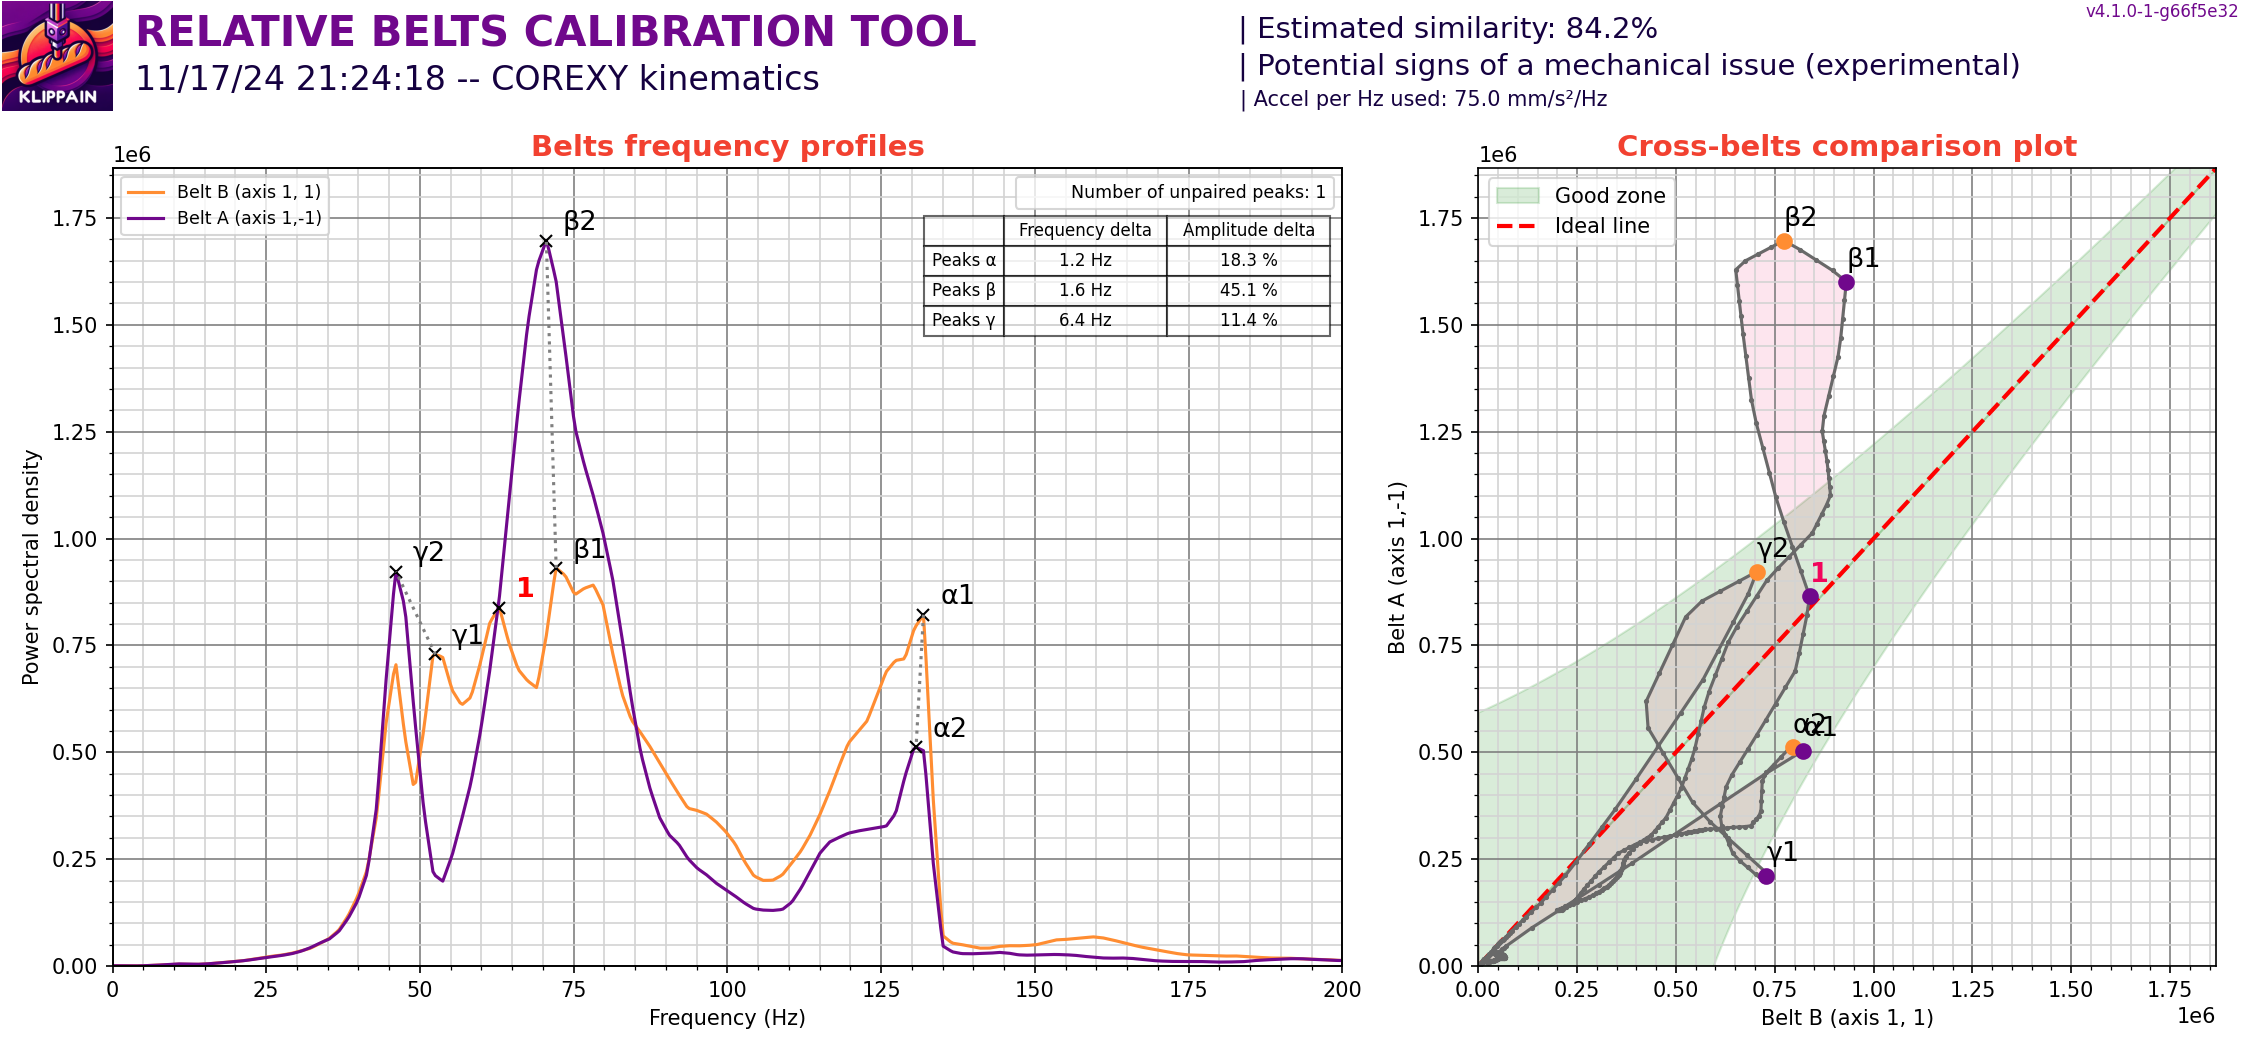 KLIPPAIN
RELATIVE BELTS CALIBRATION TOOL
11/17/24 21:24:18 -- COREXY kinematics
| Estimated similarity: 84.2%
| Potential signs of a mechanical issue (experimental)
| Accel per Hz used: 75.0 mm/s²/Hz
v4.1.0-1-g66f5e32
Belts frequency profiles
1e6
Belt B (axis 1, 1)
Belt A (axis 1,-1)
Number of unpaired peaks: 1
Frequency delta Amplitude delta
Peaks α 1.2 Hz 18.3 %
Peaks β 1.6 Hz 45.1 %
Peaks γ 6.4 Hz 11.4 %
β2
β1
γ2
γ1
1
α1
α2
Power spectral density
1.75
1.50
1.25
1.00
0.75
0.50
0.25
0.00
0 25 50 75 100 125 150 175 200
Frequency (Hz)
Cross-belts comparison plot
1e6
Good zone
Ideal line
β2
β1
γ2
1
α2
α1
γ1
Belt A (axis 1,-1)
1.75
1.50
1.25
1.00
0.75
0.50
0.25
0.00
0.00 0.25 0.50 0.75 1.00 1.25 1.50 1.75
Belt B (axis 1, 1)
1e6